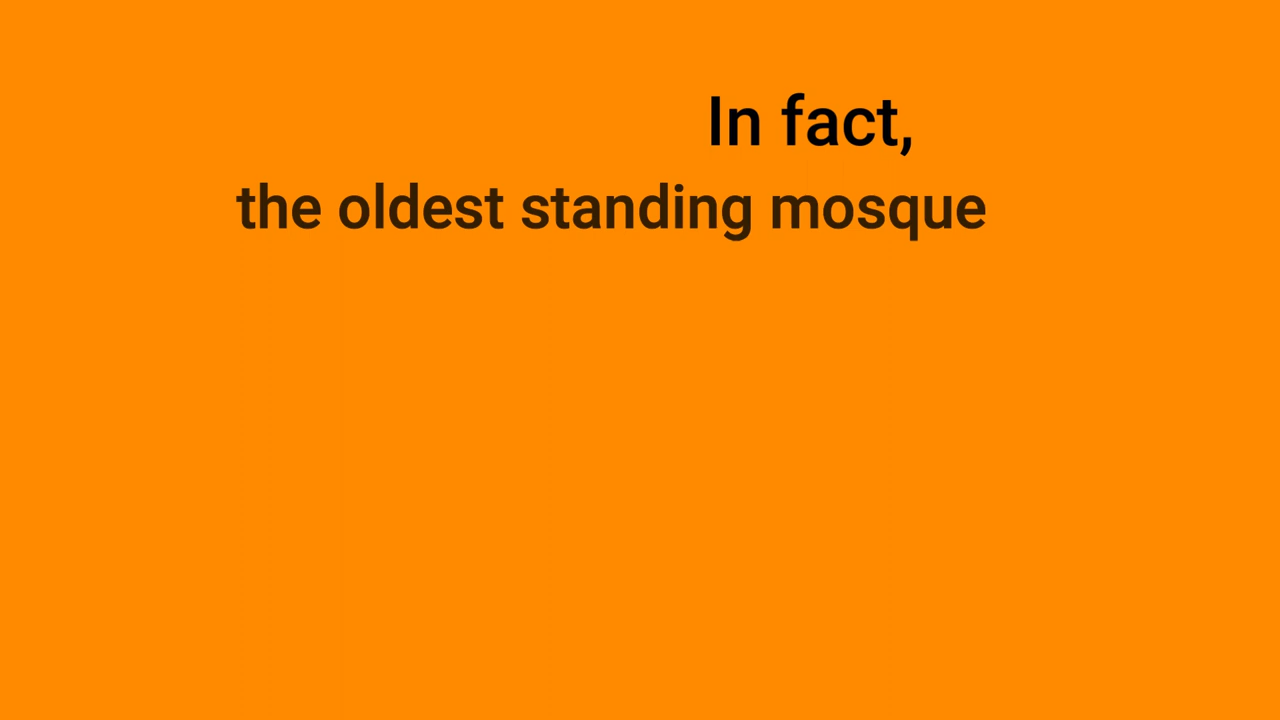 In fact,
the oldest standing mosque